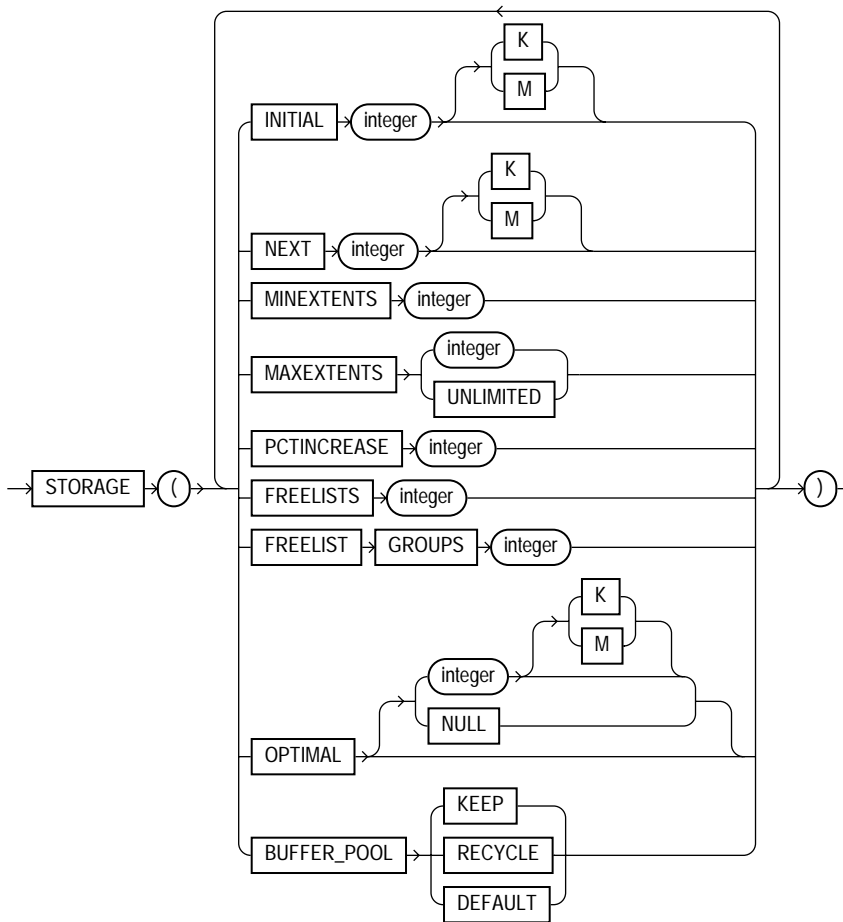 K
M
INITIAL integer
K
M
NEXT integer
MINEXTENTS integer
integer
MAXEXTENTS
UNLIMITED
PCTINCREASE integer
STORAGE ( )
FREELISTS integer
FREELIST GROUPS integer
K
M
integer
NULL
OPTIMAL
KEEP
BUFFER_POOL RECYCLE
DEFAULT